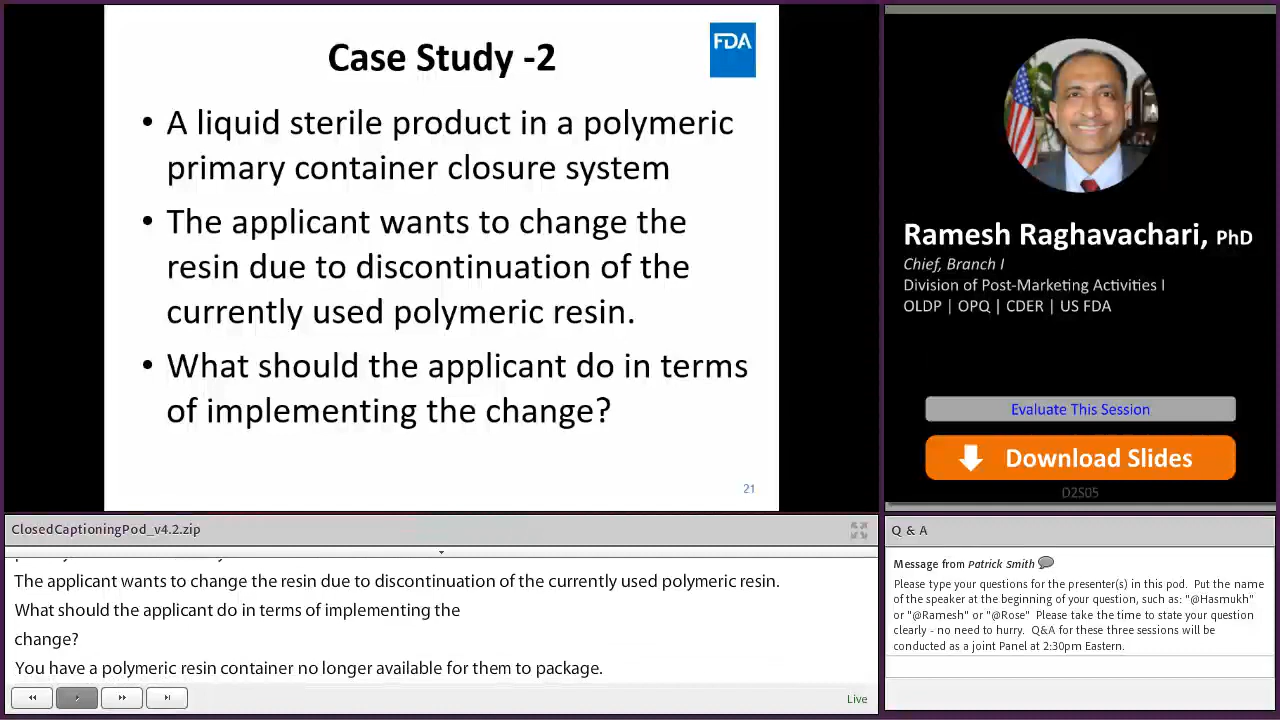 Case Study -2
FDA
• A liquid sterile product in a polymeric
primary container closure system
• The applicant wants to change the
resin due to discontinuation of the
currently used polymeric resin.
• What should the applicant do in terms
of implementing the change?
21
Ramesh Raghavachari, PhD
Chief, Branch I
Division of Post-Marketing Activities I
OLDP | OPQ | CDER | US FDA
Evaluate This Session
Download Slides
D2S05
ClosedCaptioningPod_v4.2.zip
The applicant wants to change the resin due to discontinuation of the currently used polymeric resin.
What should the applicant do in terms of implementing the
change?
You have a polymeric resin container no longer available for them to package.
Live
Q & A
Message from Patrick Smith
Please type your questions for the presenter(s) in this pod. Put the name
of the speaker at the beginning of your question, such as: "@Hasmukh"
or "@Ramesh" or "@Rose" Please take the time to state your question
clearly - no need to hurry. Q&A for these three sessions will be
conducted as a joint Panel at 2:30pm Eastern.